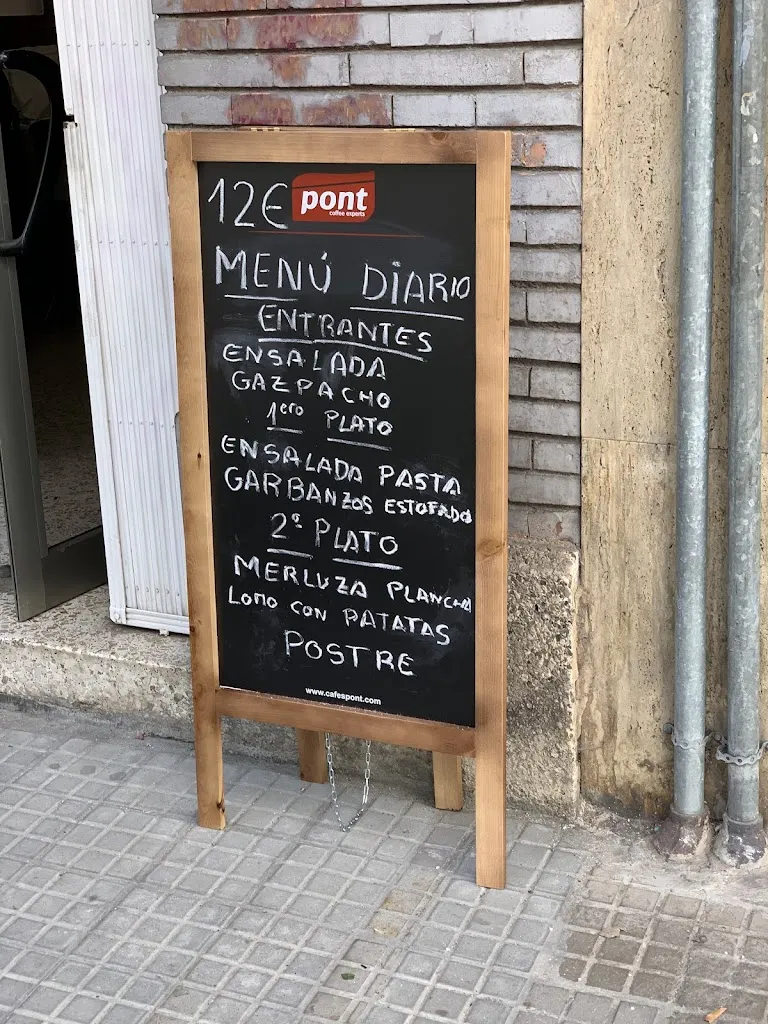 12€ pont
coffee experts
MENÚ DIARIO
ENTRANTES
ENSALADA
GAZPACHO
1ero PLATO
ENSALADA PASTA
GARBANZOS ESTOFADO
2º PLATO
MERLUZA PLANCHA
LOMO CON PATATAS
POSTRE
www.cafespont.com